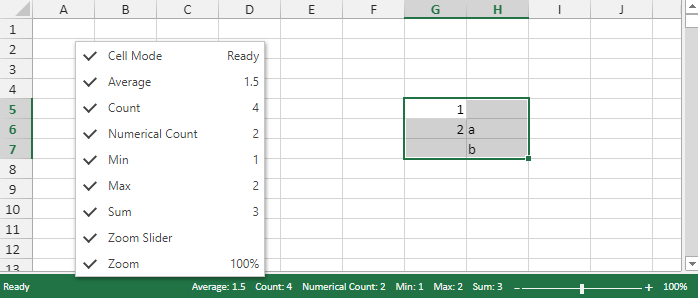 A B C D E F G H I J
1
2
3
4
5
6
7
8
9
10
11
12
13
Cell Mode Ready
Average 1.5
Count 4
Numerical Count 2
Min 1
Max 2
Sum 3
Zoom Slider
Zoom 100%
1
2 a
b
Ready Average: 1.5 Count: 4 Numerical Count: 2 Min: 1 Max: 2 Sum: 3 100%